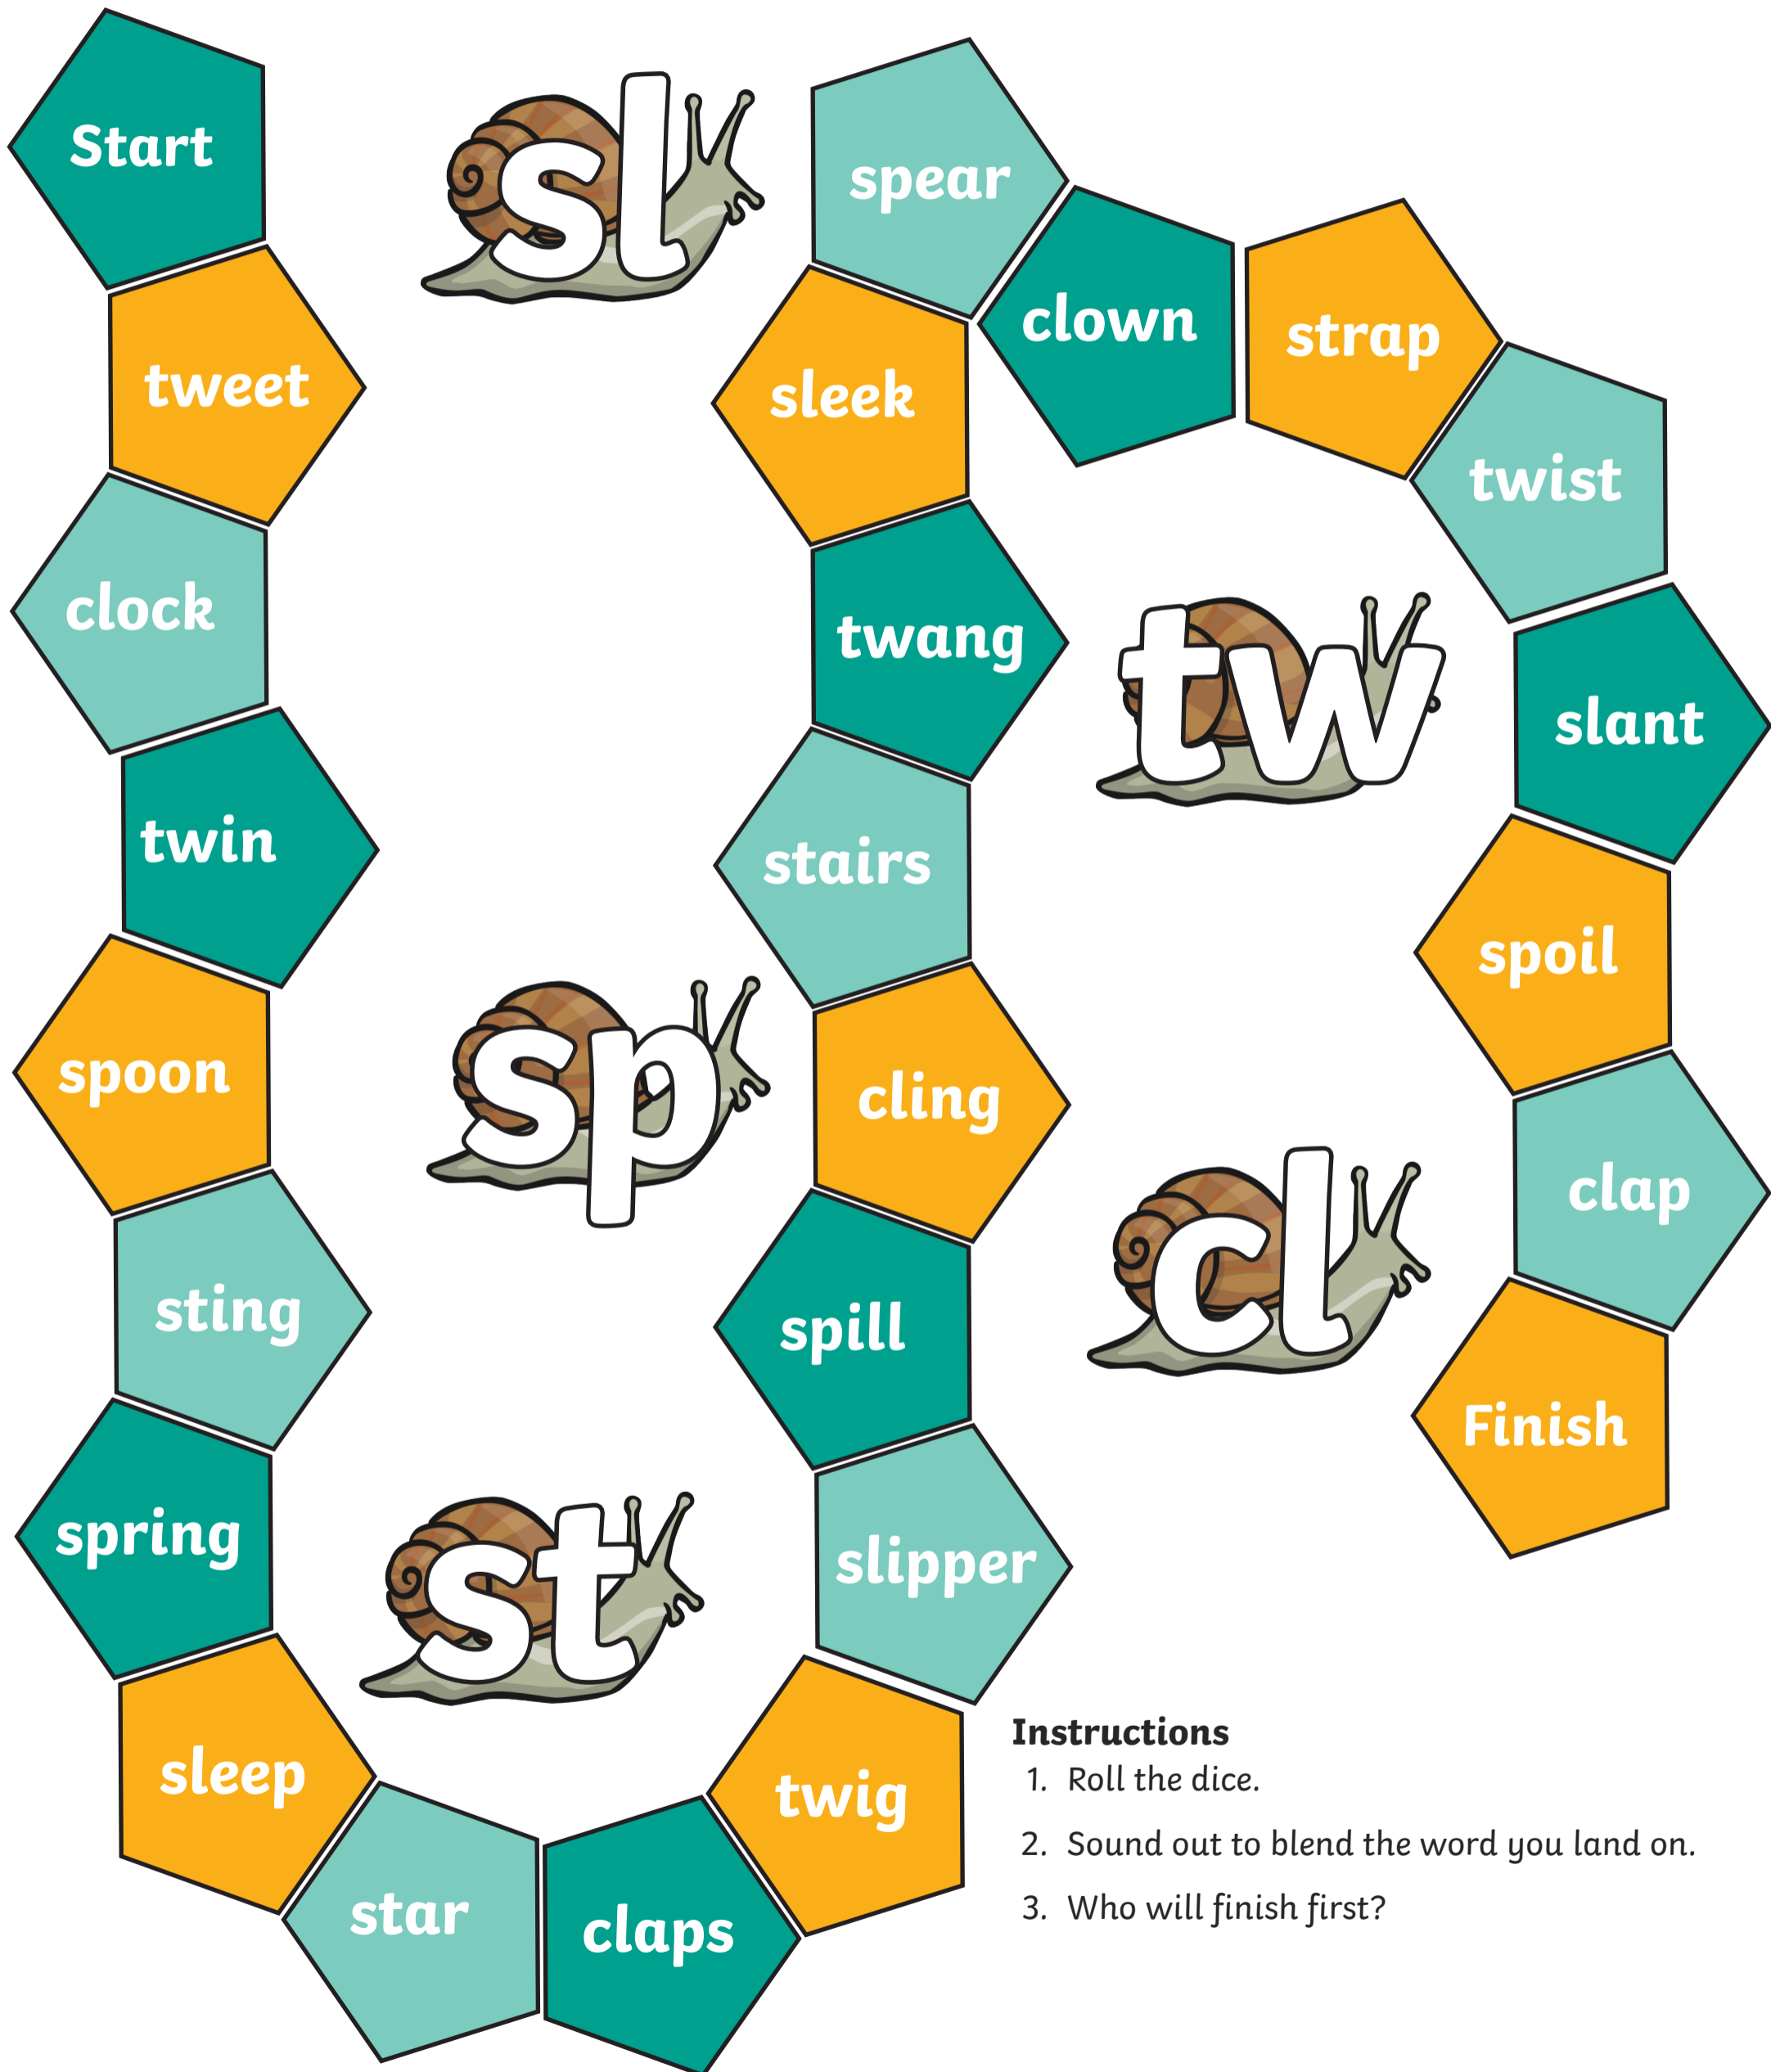 Start
tweet
clock
twin
spoon
sting
spring
sleep
star
claps
twig
slipper
spill
cling
stairs
twang
sleek
spear
clown
strap
twist
slant
spoil
clap
Finish
sl
sp
st
tw
cl
Instructions
1. Roll the dice.
2. Sound out to blend the word you land on.
3. Who will finish first?